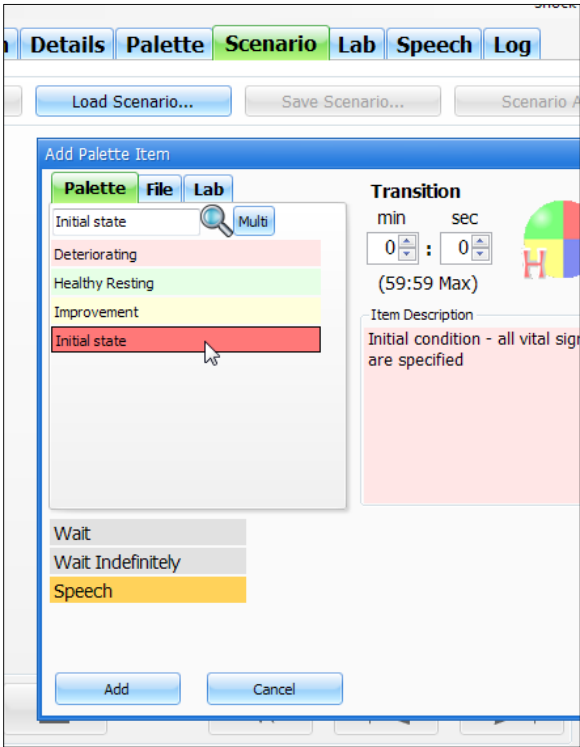 Details Palette Scenario Lab Speech Log
Load Scenario... Save Scenario... Scenario A
Add Palette Item
Palette File Lab
Initial state Multi
Deteriorating
Healthy Resting
Improvement
Initial state
Transition
min sec
0 : 0
(59:59 Max)
H
Item Description
Initial condition - all vital sign
are specified
Wait
Wait Indefinitely
Speech
Add Cancel